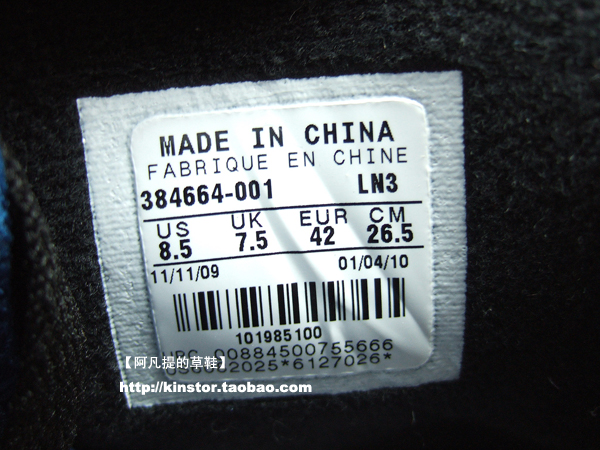 MADE IN CHINA
FABRIQUE EN CHINE
384664-001 LN3
US UK EUR CM
8.5 7.5 42 26.5
11/11/09 01/04/10
101985100
UPC: 00884500755666
2025*6127026*
【阿凡提的草鞋】
http://kinstor.taobao.com